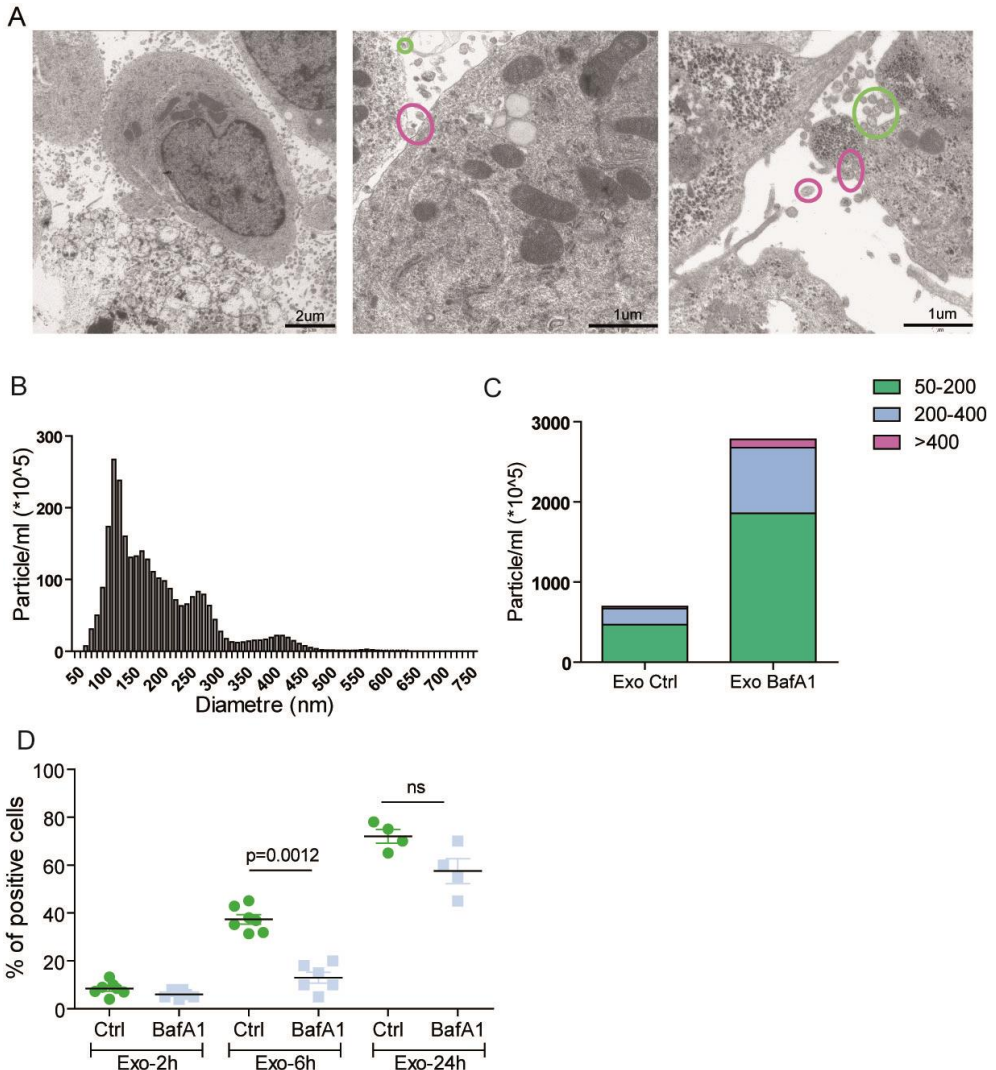 A
2um
1um
1um
B
Particle/ml (*10^5)
300
200
100
0
50 100 150 200 250 300 350 400 450 500 550 600 650 700 750
Diametre (nm)
C
50-200
200-400
>400
Particle/ml (*10^5)
3000
2000
1000
0
Exo Ctrl Exo BafA1
D
% of positive cells
100
80
60
40
20
0
p=0.0012
ns
Ctrl BafA1 Ctrl BafA1 Ctrl BafA1
Exo-2h Exo-6h Exo-24h